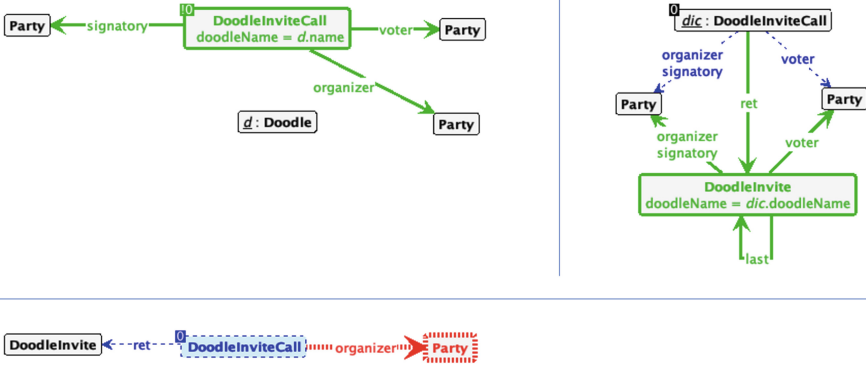 !0
DoodleInviteCall
doodleName = d.name
Party
signatory
voter
Party
organizer
d : Doodle
Party
0
dic : DoodleInviteCall
organizer
signatory
voter
Party
ret
Party
organizer
signatory
voter
DoodleInvite
doodleName = dic.doodleName
last
0
DoodleInvite
ret
DoodleInviteCall
organizer
Party